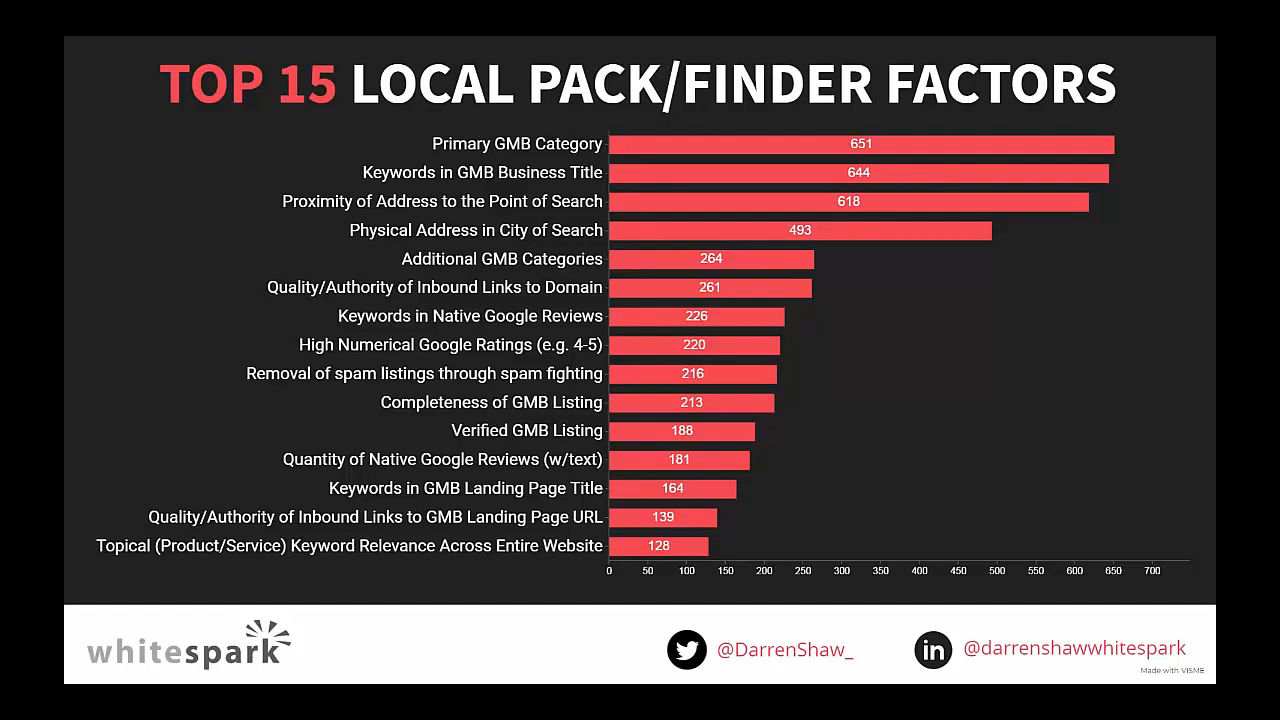 TOP 15 LOCAL PACK/FINDER FACTORS
Primary GMB Category 651
Keywords in GMB Business Title 644
Proximity of Address to the Point of Search 618
Physical Address in City of Search 493
Additional GMB Categories 264
Quality/Authority of Inbound Links to Domain 261
Keywords in Native Google Reviews 226
High Numerical Google Ratings (e.g. 4-5) 220
Removal of spam listings through spam fighting 216
Completeness of GMB Listing 213
Verified GMB Listing 188
Quantity of Native Google Reviews (w/text) 181
Keywords in GMB Landing Page Title 164
Quality/Authority of Inbound Links to GMB Landing Page URL 139
Topical (Product/Service) Keyword Relevance Across Entire Website 128
0 50 100 150 200 250 300 350 400 450 500 550 600 650 700
whitespark @DarrenShaw_ in @darrenshawwhitespark
Made with VISME